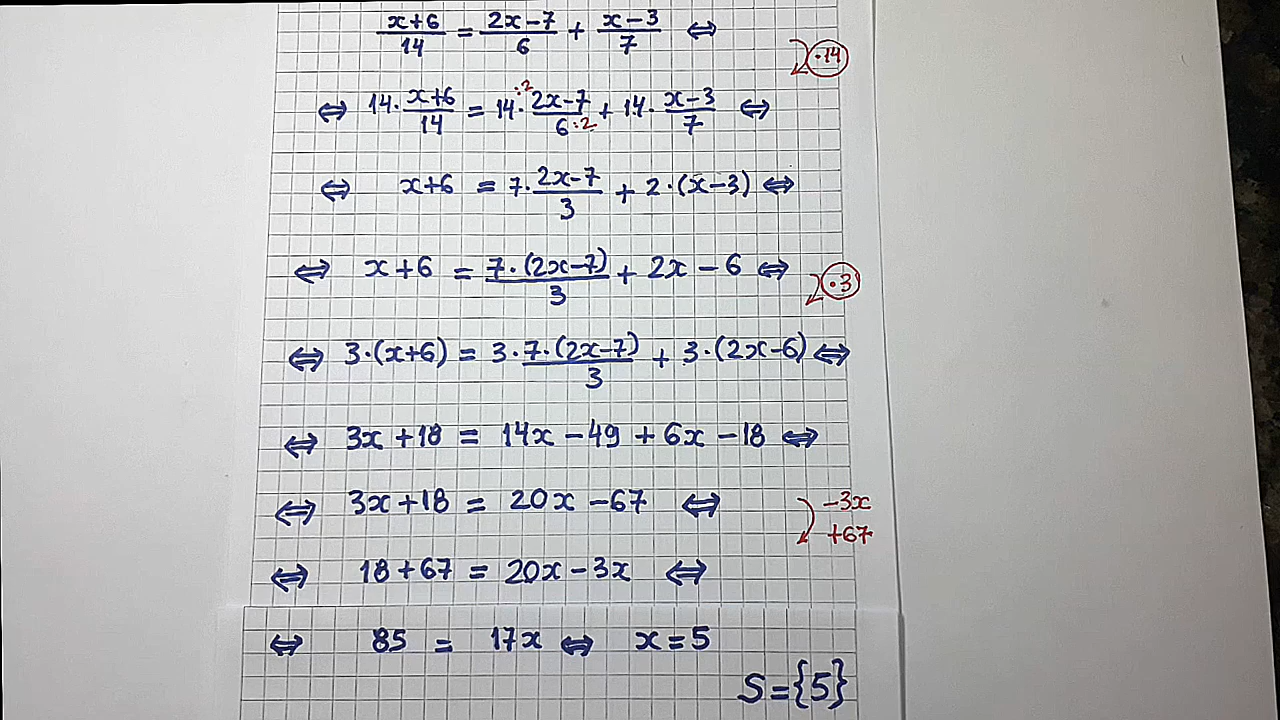 x+6/14 = 2x-7/6 + x-3/7 ⇔
·14
⇔ 14· x+6/14 = 14:2 · 2x-7/6:2 + 14· x-3/7 ⇔
⇔ x+6 = 7· 2x-7/3 + 2·(x-3) ⇔
⇔ x+6 = 7·(2x-7)/3 + 2x-6 ⇔
·3
⇔ 3·(x+6) = 3· 7·(2x-7)/3 + 3·(2x-6) ⇔
⇔ 3x+18 = 14x-49+6x-18 ⇔
⇔ 3x+18 = 20x-67 ⇔ -3x
+67
⇔ 18+67 = 20x-3x ⇔
⇔ 85 = 17x ⇔ x=5
S={5}